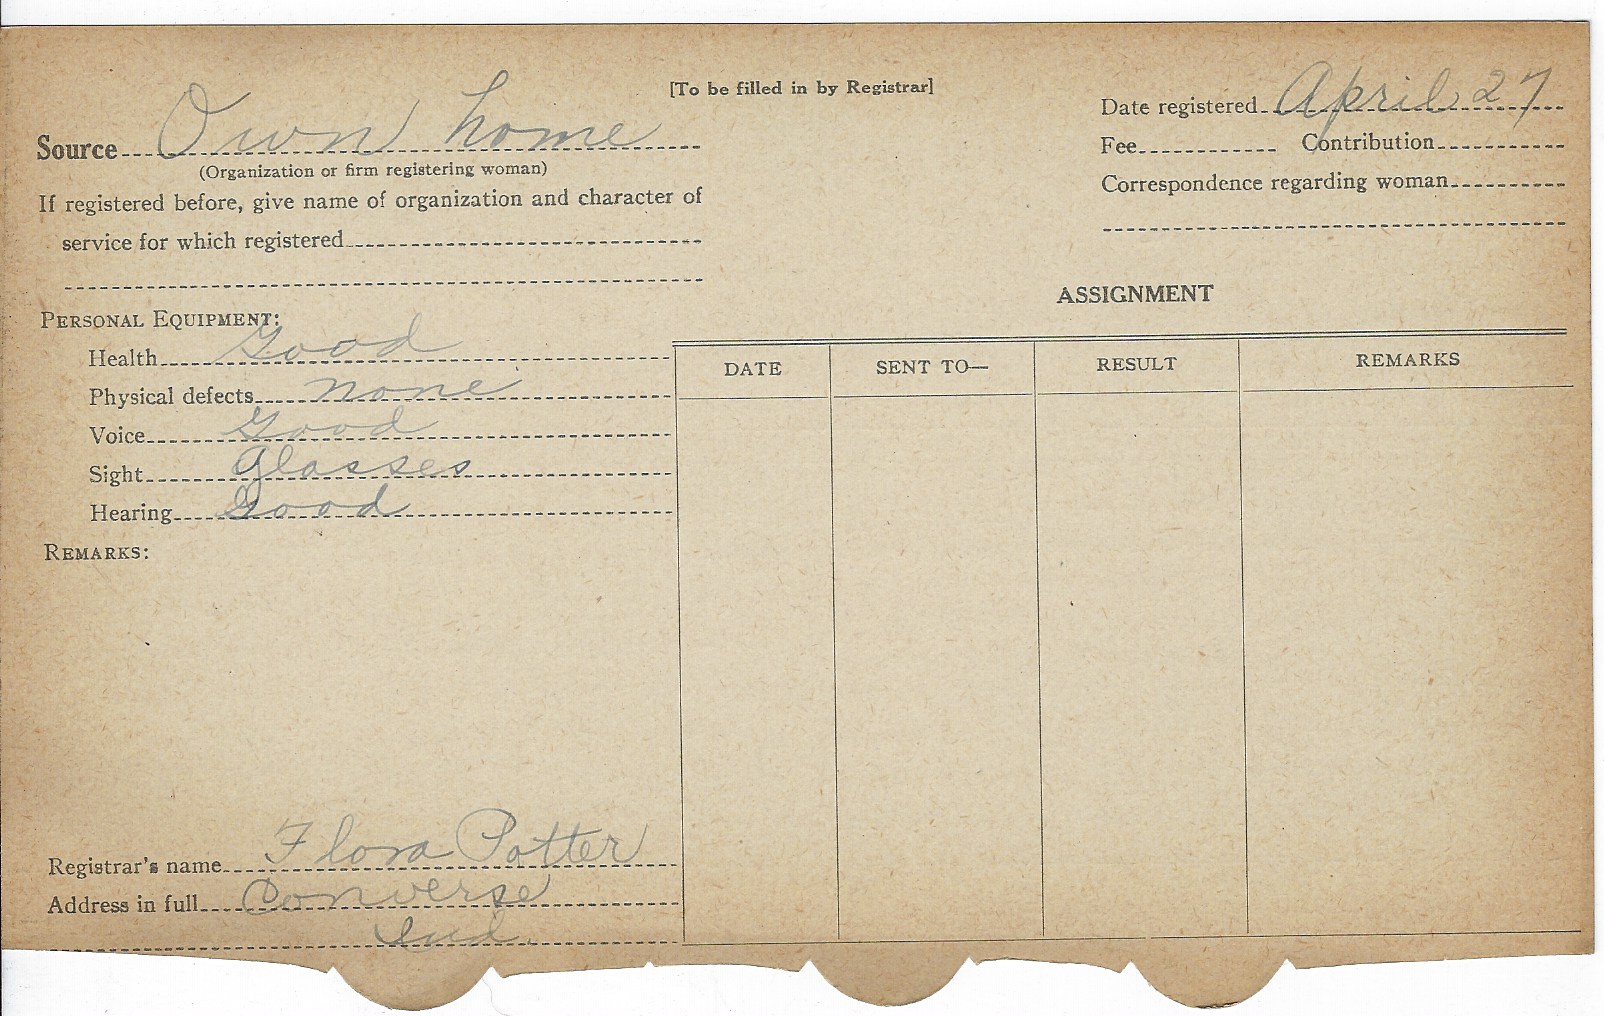 [To be filled in by Registrar]
Source Own home
(Organization or firm registering woman)
If registered before, give name of organization and character of
service for which registered
Date registered April 27
Fee Contribution
Correspondence regarding woman
PERSONAL EQUIPMENT:
Health Good
Physical defects none
Voice Good
Sight Glasses
Hearing Good
REMARKS:
ASSIGNMENT
DATE SENT TO— RESULT REMARKS
Registrar's name Flora Potter
Address in full Converse
Ind.